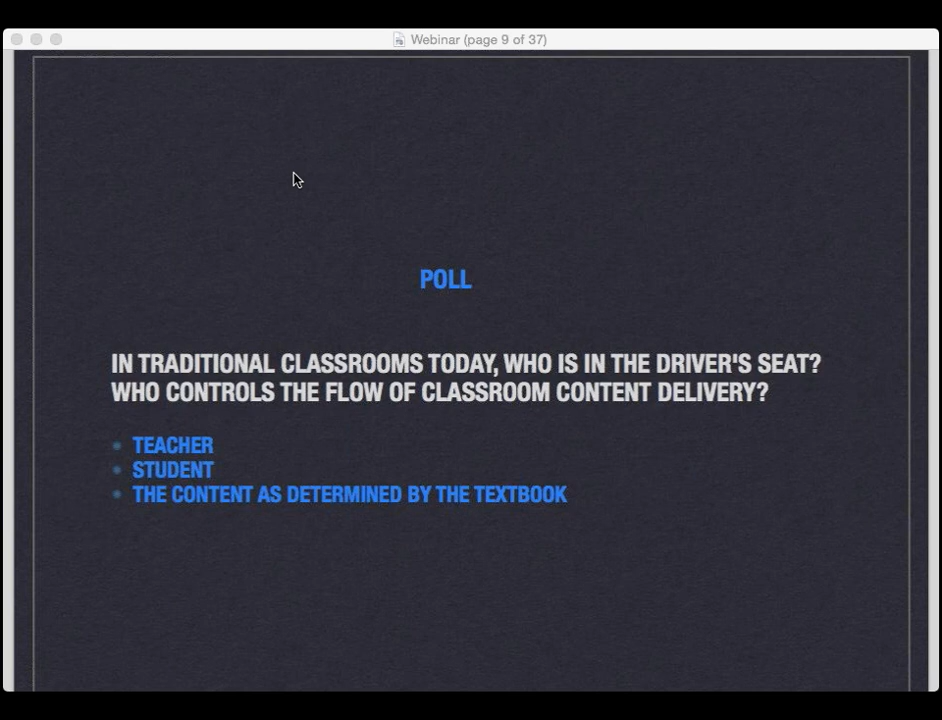 Webinar (page 9 of 37)
POLL
IN TRADITIONAL CLASSROOMS TODAY, WHO IS IN THE DRIVER'S SEAT?
WHO CONTROLS THE FLOW OF CLASSROOM CONTENT DELIVERY?
• TEACHER
• STUDENT
• THE CONTENT AS DETERMINED BY THE TEXTBOOK